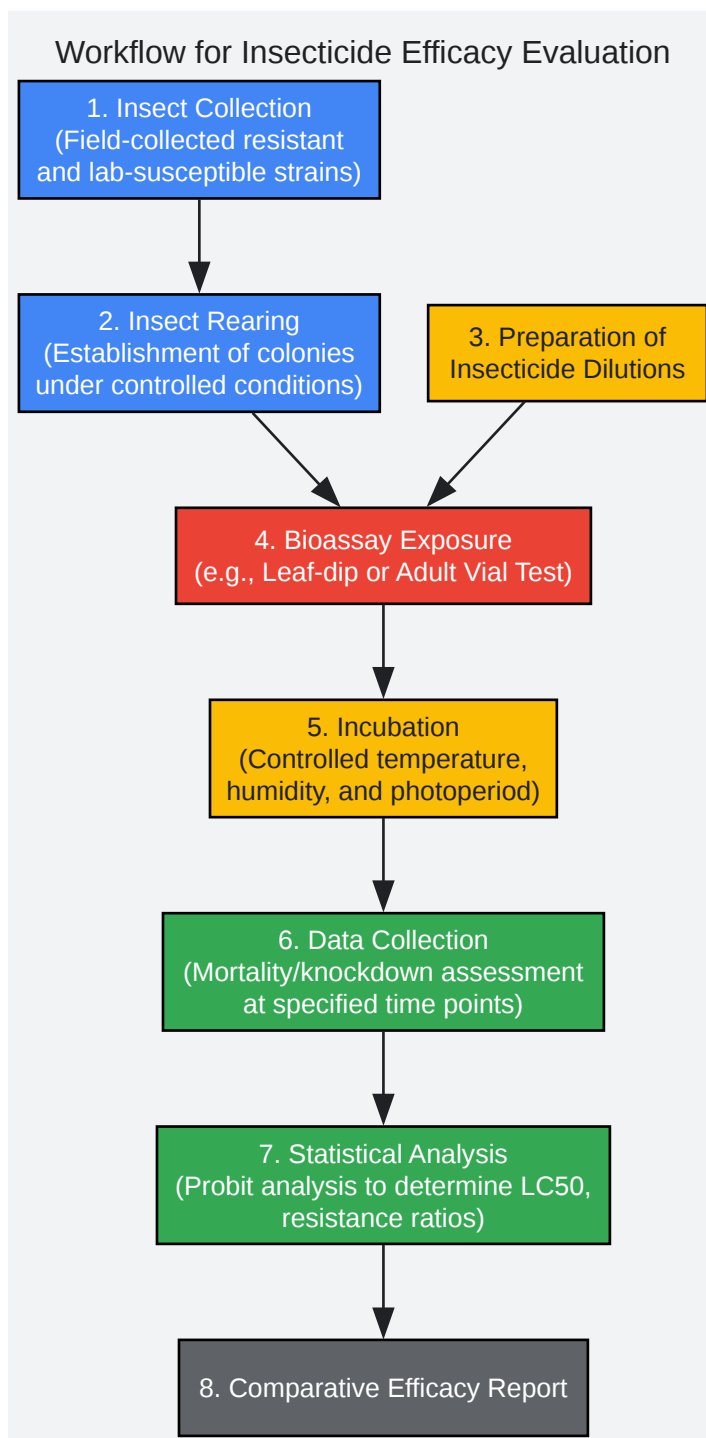 Workflow for Insecticide Efficacy Evaluation
1. Insect Collection
(Field-collected resistant
and lab-susceptible strains)
2. Insect Rearing
(Establishment of colonies
under controlled conditions)
3. Preparation of
Insecticide Dilutions
4. Bioassay Exposure
(e.g., Leaf-dip or Adult Vial Test)
5. Incubation
(Controlled temperature,
humidity, and photoperiod)
6. Data Collection
(Mortality/knockdown assessment
at specified time points)
7. Statistical Analysis
(Probit analysis to determine LC50,
resistance ratios)
8. Comparative Efficacy Report